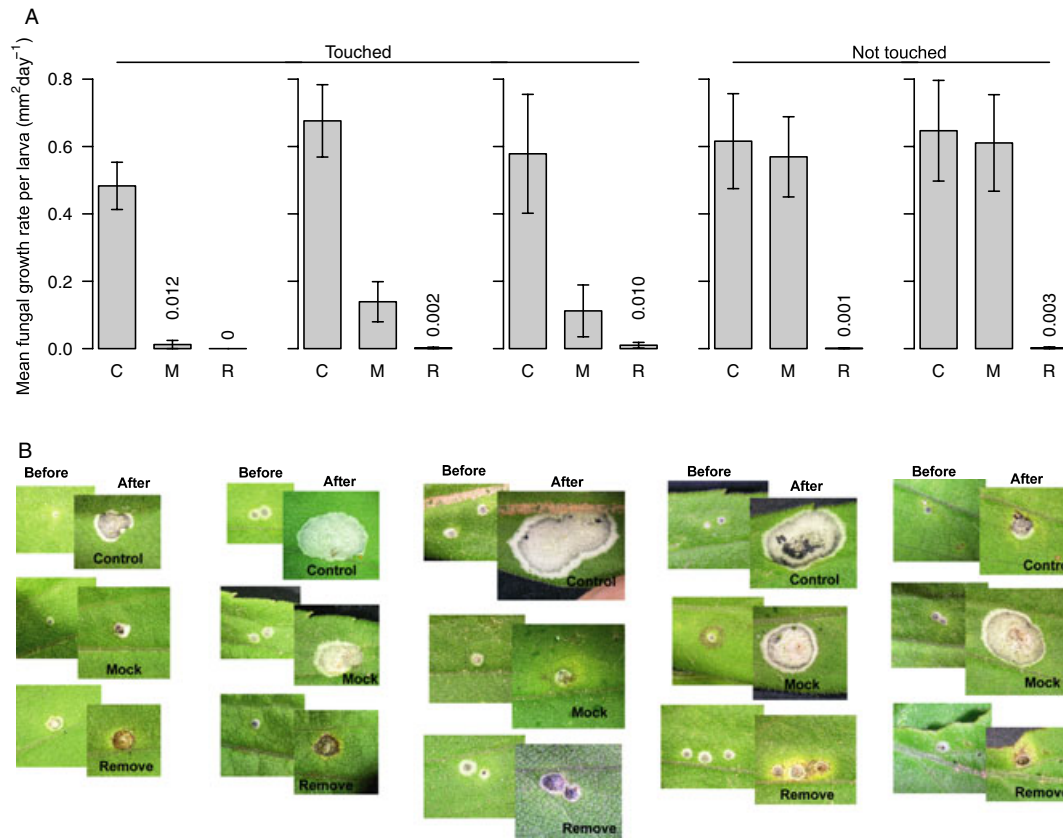 A
Touched
Not touched
Mean fungal growth rate per larva (mm²day⁻¹)
0.8
0.6
0.4
0.2
0.0
0.012
0
0.002
0.010
0.001
0.003
C M R C M R C M R C M R C M R
B
Before After Before After Before After Before After Before After
Control Control Control Control Contro
Mock Mock Mock Mock Mock
Remove Remove Remove Remove Remove